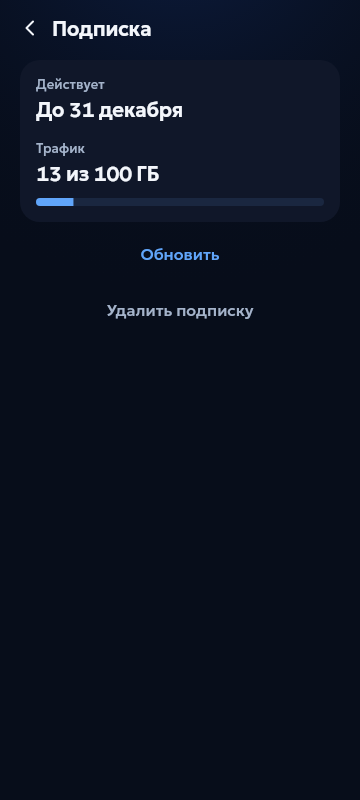 Подписка
Действует
До 31 декабря
Трафик
13 из 100 ГБ
Обновить
Удалить подписку